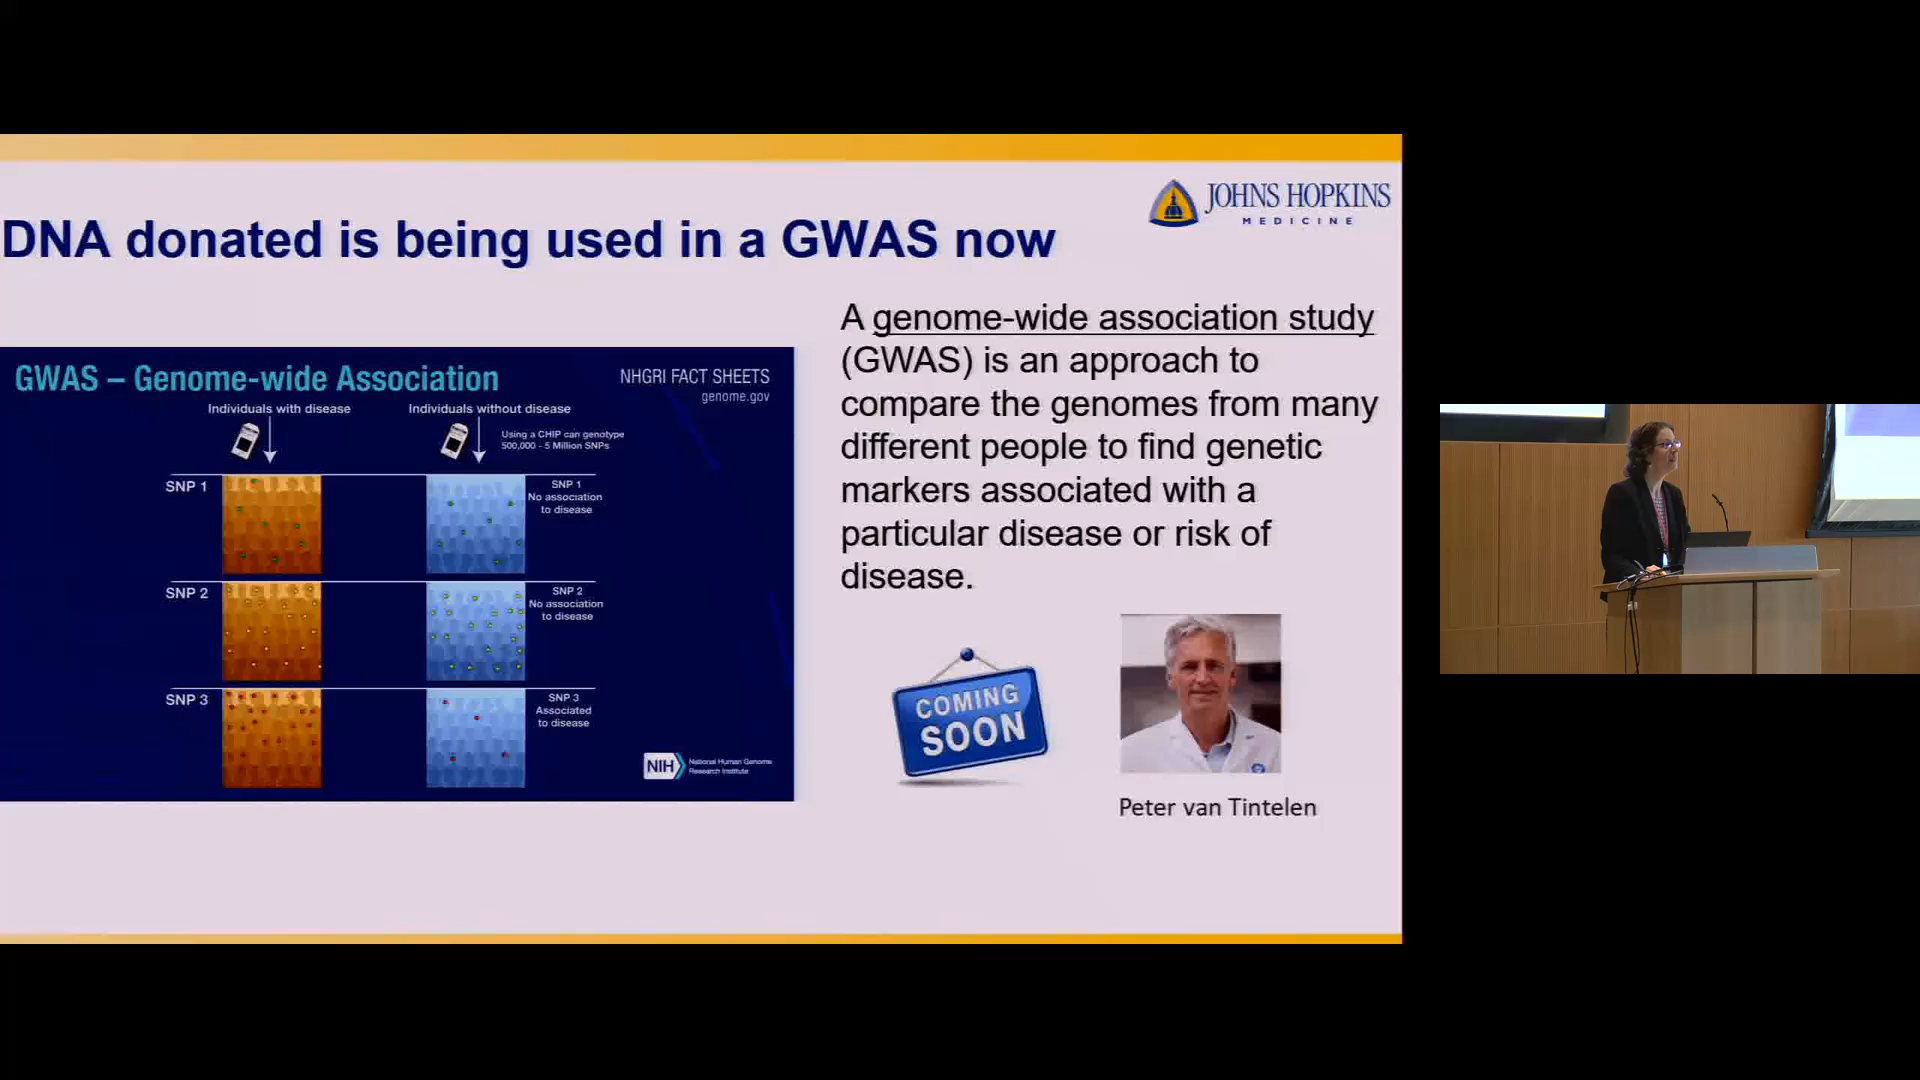 JOHNS HOPKINS
MEDICINE
DNA donated is being used in a GWAS now
A genome-wide association study
(GWAS) is an approach to
compare the genomes from many
different people to find genetic
markers associated with a
particular disease or risk of
disease.
GWAS – Genome-wide Association
NHGRI FACT SHEETS
genome.gov
Individuals with disease
Individuals without disease
Using a CHIP can genotype
500,000 - 5 Million SNPs
SNP 1
SNP 1
No association
to disease
SNP 2
SNP 2
No association
to disease
SNP 3
SNP 3
Associated
to disease
NIH
National Human Genome
Research Institute
COMING
SOON
Peter van Tintelen